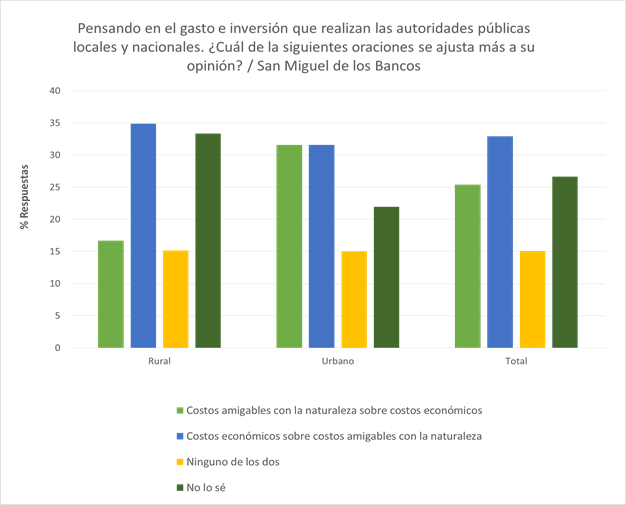 Pensando en el gasto e inversión que realizan las autoridades públicas
locales y nacionales. ¿Cuál de la siguientes oraciones se ajusta más a su
opinión? / San Miguel de los Bancos
% Respuestas
40
35
30
25
20
15
10
5
0
Rural
Urbano
Total
Costos amigables con la naturaleza sobre costos económicos
Costos económicos sobre costos amigables con la naturaleza
Ninguno de los dos
No lo sé